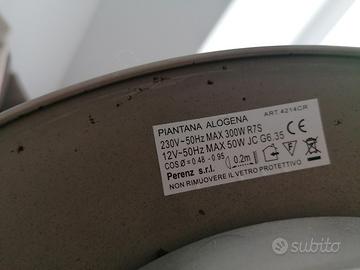 PIANTANA ALOGENA
ART.4214CR
230V~50Hz MAX 300W R7S
12V~50Hz MAX 50W JC G6.35
COS Ø = 0.48 - 0.95
0.2m
F
CE
Perenz s.r.l.
NON RIMUOVERE IL VETRO PROTETTIVO
subito